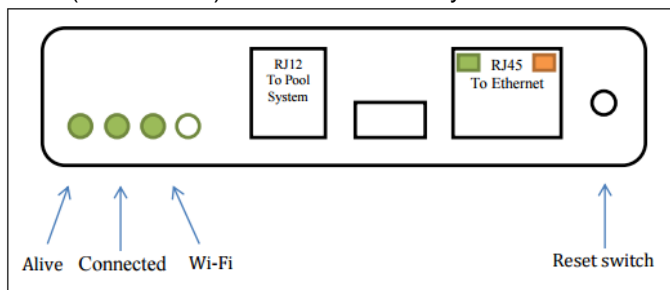 RJ12
To Pool
System
RJ45
To Ethernet
Alive Connected Wi-Fi
Reset switch